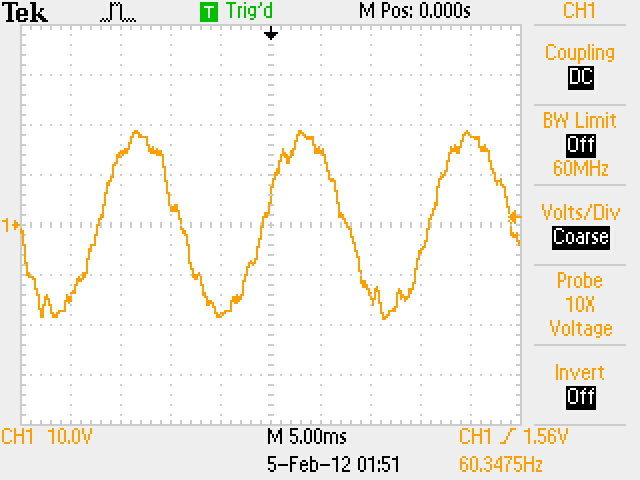 Tek T Trig'd M Pos: 0.000s CH1
Coupling
DC
BW Limit
Off
60MHz
1
Volts/Div
Coarse
Probe
10X
Voltage
Invert
Off
CH1 10.0V M 5.00ms CH1 1.56V
5-Feb-12 01:51 60.3475Hz